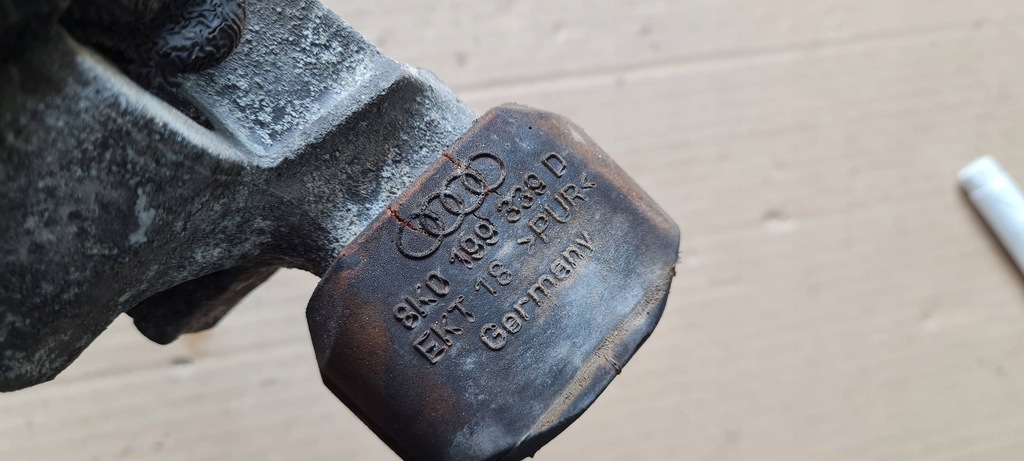 8K0 199 339 D
EKT 18 >PUR<
Germany